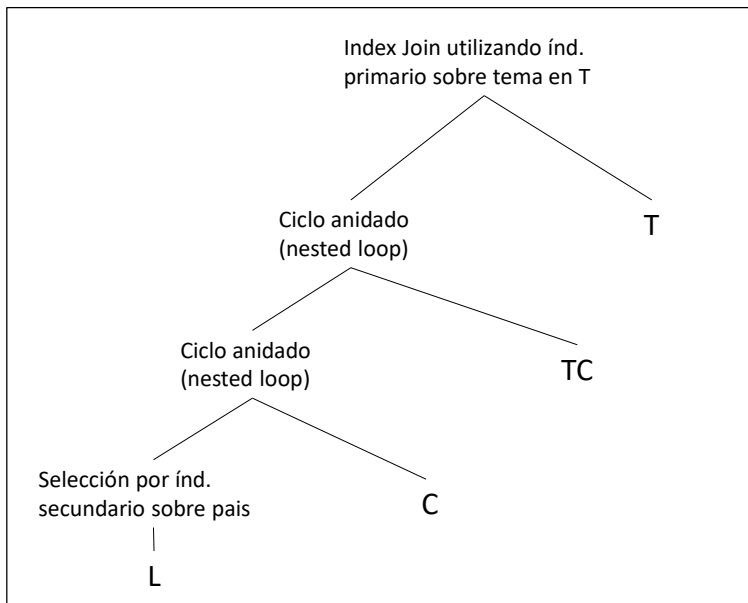 Index Join utilizando índ.
primario sobre tema en T
Ciclo anidado
(nested loop)
T
Ciclo anidado
(nested loop)
TC
Selección por índ.
secundario sobre pais
C
L